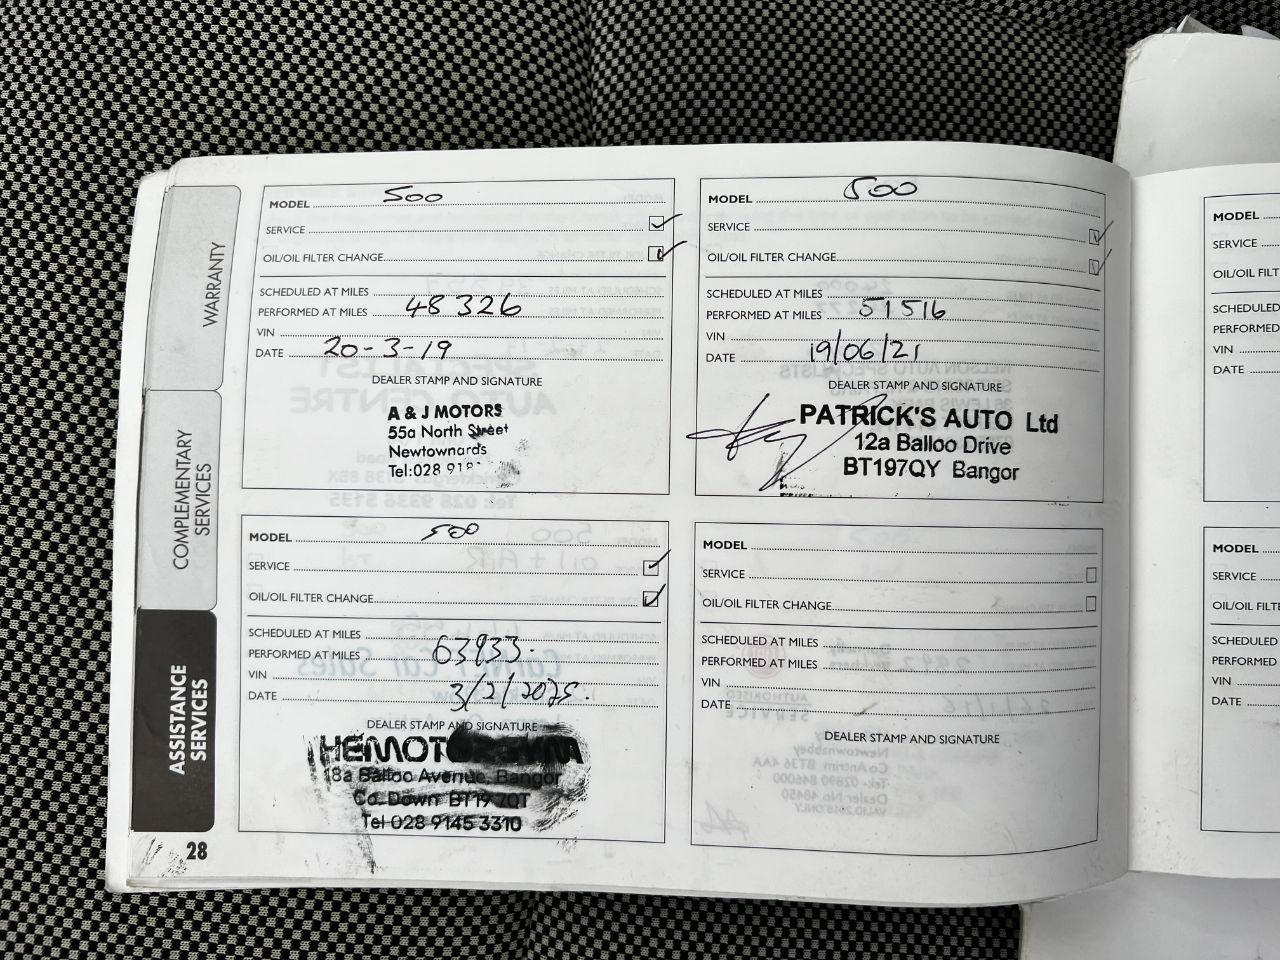 WARRANTY
COMPLEMENTARY
SERVICES
ASSISTANCE
SERVICES
28
MODEL 500
SERVICE ✓
OIL/OIL FILTER CHANGE ✓
SCHEDULED AT MILES
PERFORMED AT MILES 48 326
VIN
DATE 20-3-19
DEALER STAMP AND SIGNATURE
A & J MOTORS
55a North Street
Newtownards
Tel:028 91
MODEL 500
SERVICE ✓
OIL/OIL FILTER CHANGE ✓
SCHEDULED AT MILES
PERFORMED AT MILES 51516
VIN
DATE 19/06/21
DEALER STAMP AND SIGNATURE
PATRICK'S AUTO Ltd
12a Balloo Drive
BT197QY Bangor
MODEL 500
SERVICE ✓
OIL/OIL FILTER CHANGE ✓
SCHEDULED AT MILES
PERFORMED AT MILES 63933
VIN
DATE 3/2/2025
DEALER STAMP AND SIGNATURE
18a Balloo Avenue, Bangor
Co. Down BT19 7QT
Tel 028 9145 3310
MODEL
SERVICE
OIL/OIL FILTER CHANGE
SCHEDULED AT MILES
PERFORMED AT MILES
VIN
DATE
DEALER STAMP AND SIGNATURE
MODEL
SERVICE
OIL/OIL FILT
SCHEDULED
PERFORMED
VIN
DATE
MODEL
SERVICE
OIL/OIL FILTE
SCHEDULED
PERFORMED
VIN
DATE